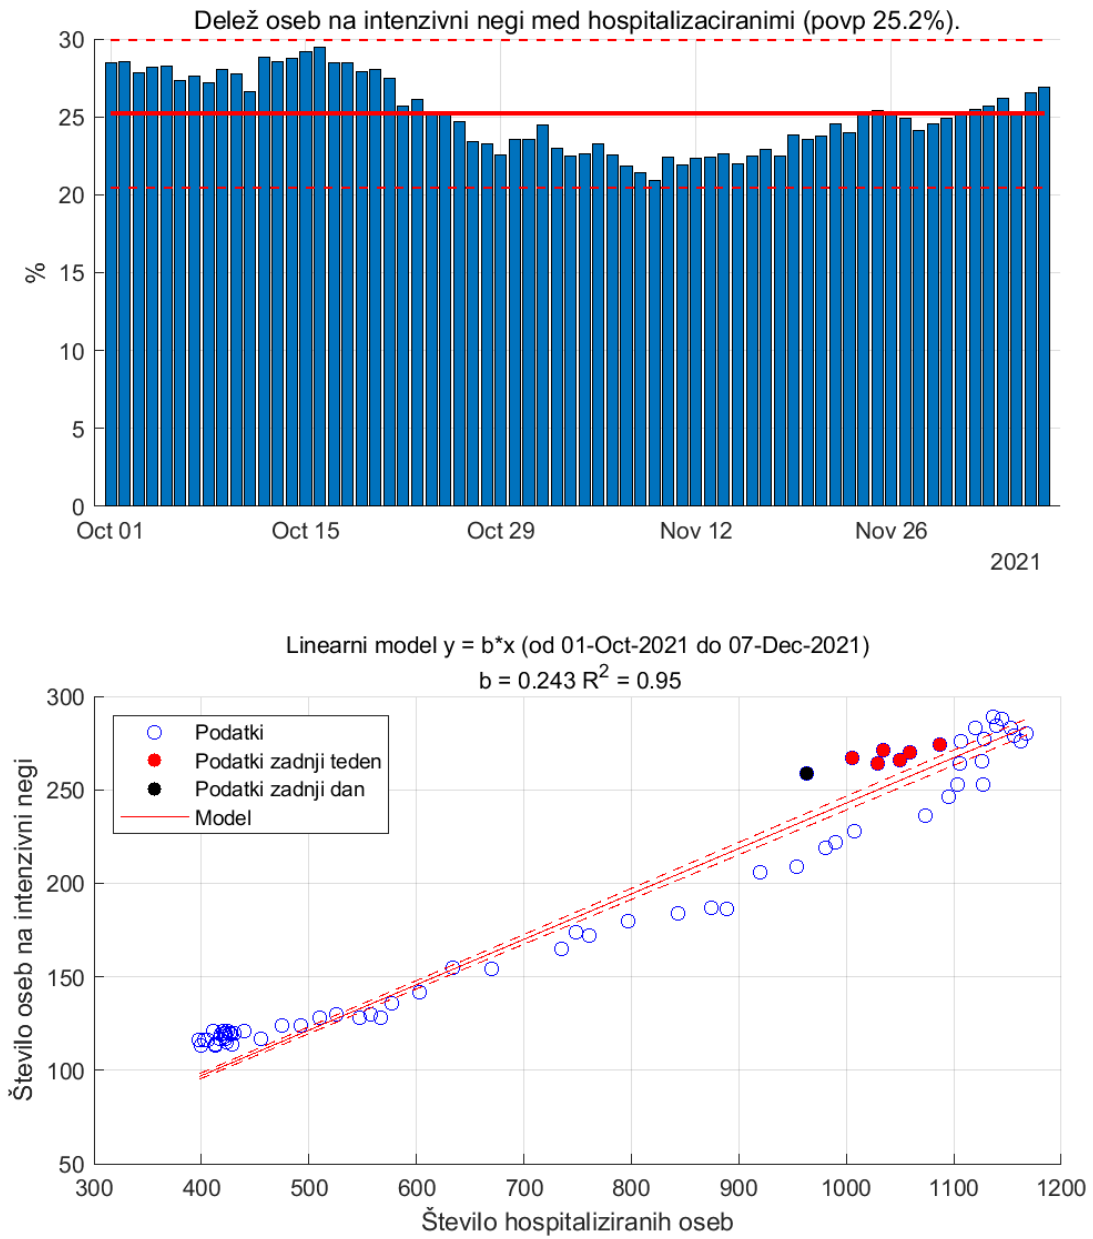 Delež oseb na intenzivni negi med hospitalizaciranimi (povp 25.2%).
30
25
20
15
10
5
0
%
Oct 01 Oct 15 Oct 29 Nov 12 Nov 26
2021
Linearni model y = b*x (od 01-Oct-2021 do 07-Dec-2021)
b = 0.243 R² = 0.95
300
250
200
150
100
50
Število oseb na intenzivni negi
Podatki
Podatki zadnji teden
Podatki zadnji dan
Model
300 400 500 600 700 800 900 1000 1100 1200
Število hospitaliziranih oseb